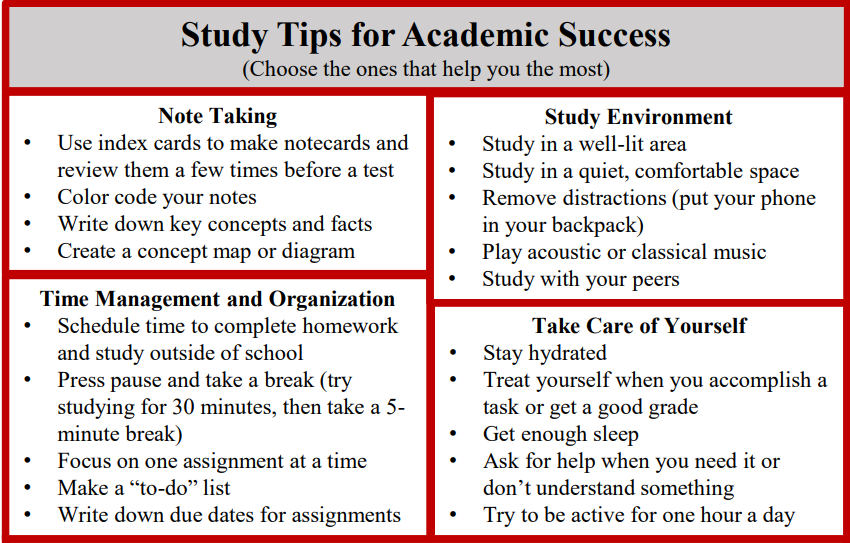 Study Tips for Academic Success
(Choose the ones that help you the most)
Note Taking
• Use index cards to make notecards and
review them a few times before a test
• Color code your notes
• Write down key concepts and facts
• Create a concept map or diagram
Time Management and Organization
• Schedule time to complete homework
and study outside of school
• Press pause and take a break (try
studying for 30 minutes, then take a 5-
minute break)
• Focus on one assignment at a time
• Make a “to-do” list
• Write down due dates for assignments
Study Environment
• Study in a well-lit area
• Study in a quiet, comfortable space
• Remove distractions (put your phone
in your backpack)
• Play acoustic or classical music
• Study with your peers
Take Care of Yourself
• Stay hydrated
• Treat yourself when you accomplish a
task or get a good grade
• Get enough sleep
• Ask for help when you need it or
don’t understand something
• Try to be active for one hour a day